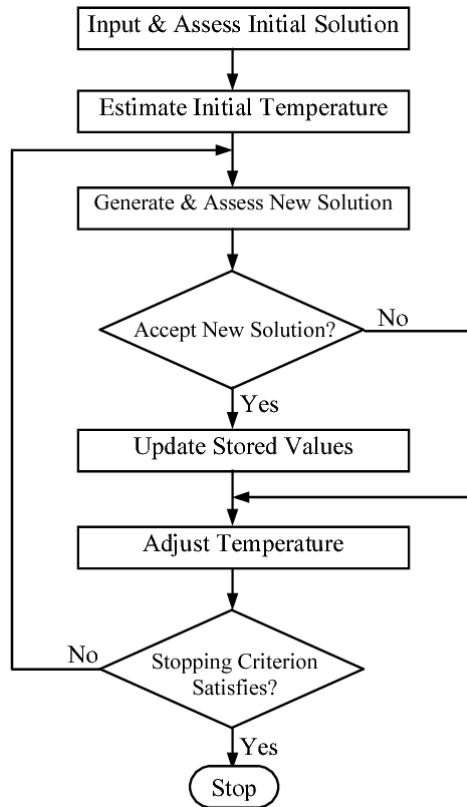 Input & Assess Initial Solution
Estimate Initial Temperature
Generate & Assess New Solution
Accept New Solution?
No
Yes
Update Stored Values
Adjust Temperature
No
Stopping Criterion
Satisfies?
Yes
Stop